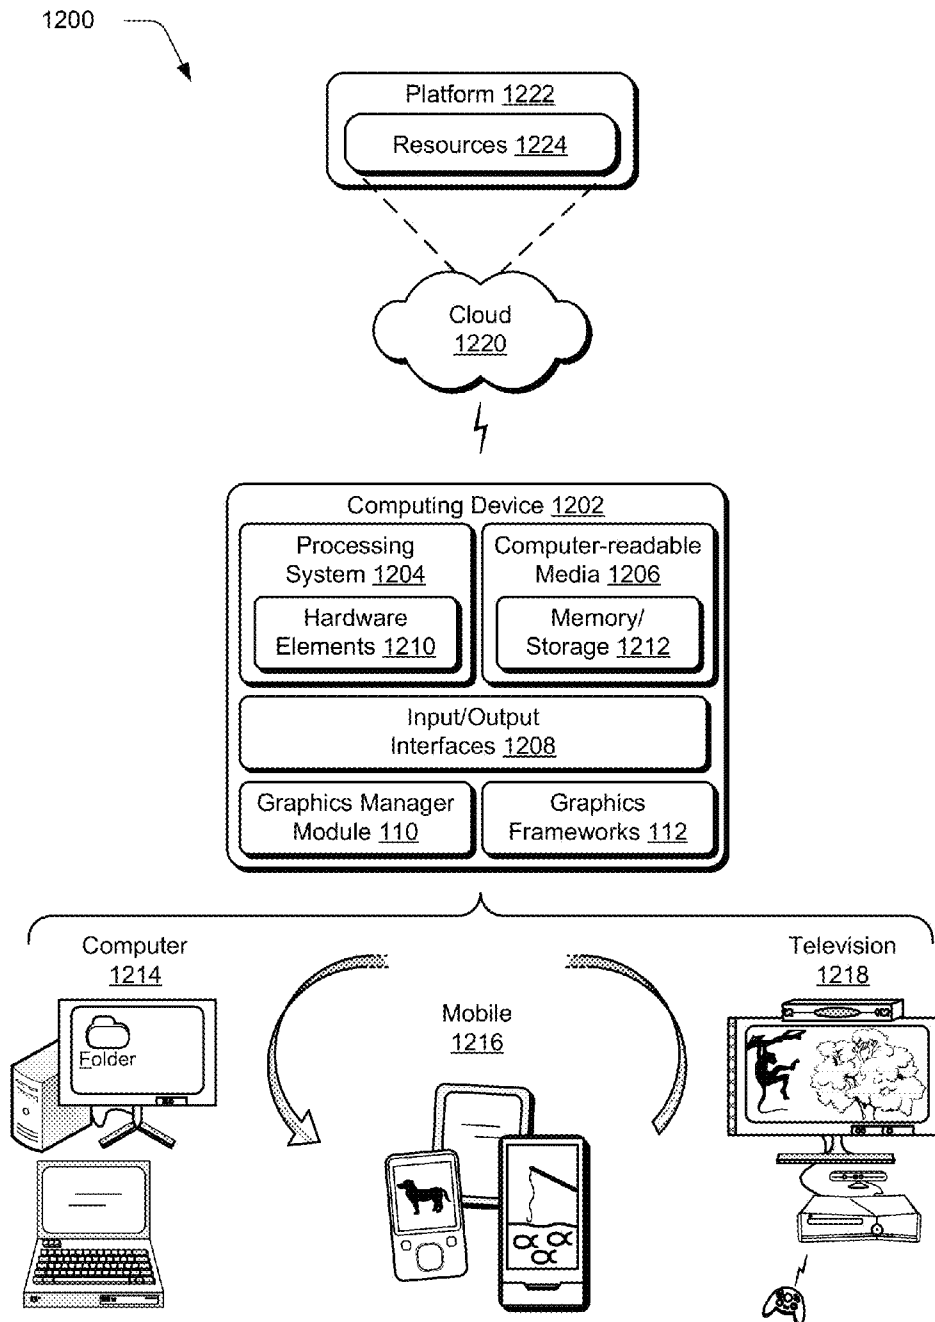 1200
Platform 1222
Resources 1224
Cloud
1220
Computing Device 1202
Processing
System 1204
Hardware
Elements 1210
Computer-readable
Media 1206
Memory/
Storage 1212
Input/Output
Interfaces 1208
Graphics Manager
Module 110
Graphics
Frameworks 112
Computer
1214
Folder
Mobile
1216
Television
1218